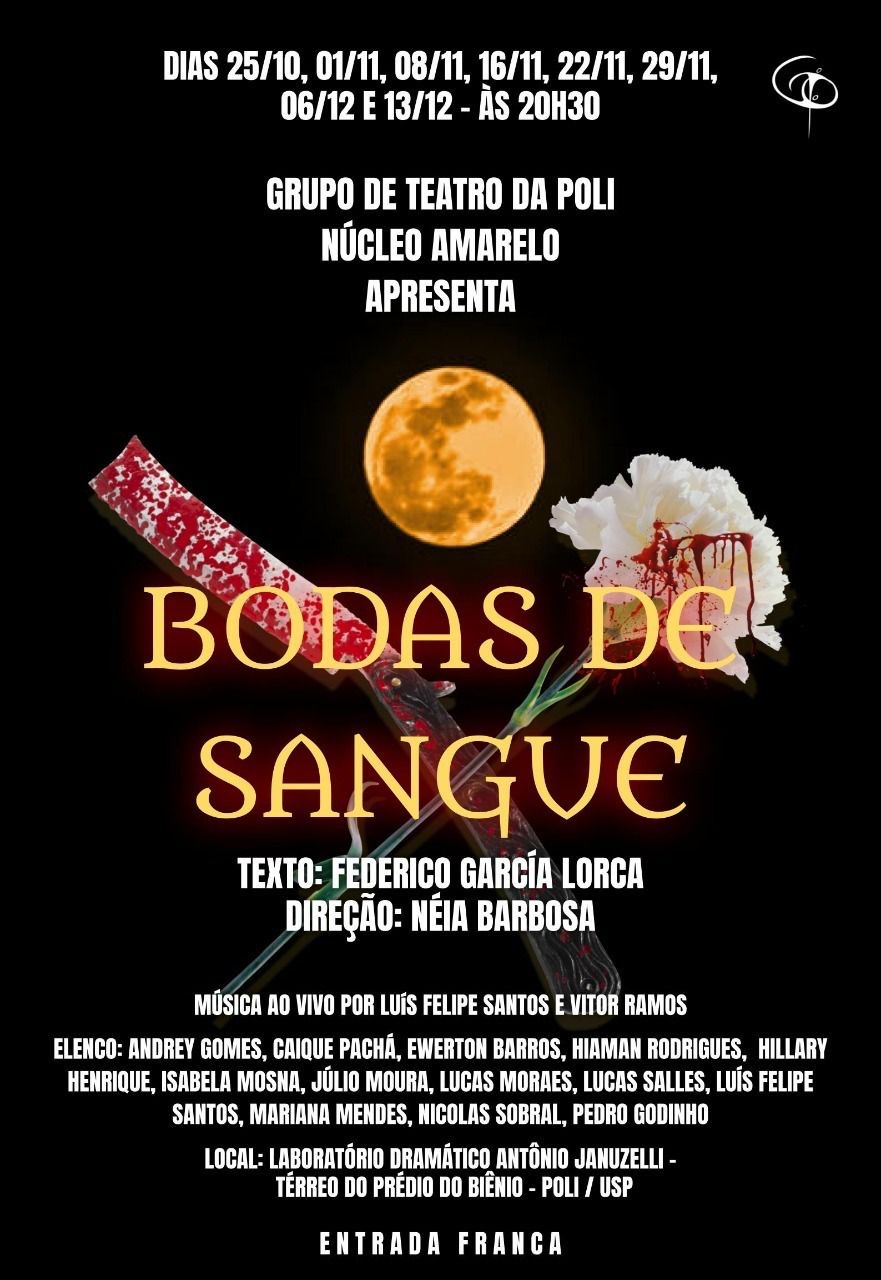 DIAS 25/10, 01/11, 08/11, 16/11, 22/11, 29/11,
06/12 E 13/12 - ÀS 20H30
GRUPO DE TEATRO DA POLI
NÚCLEO AMARELO
APRESENTA
BODAS DE
SANGUE
TEXTO: FEDERICO GARCÍA LORCA
DIREÇÃO: NÉIA BARBOSA
MÚSICA AO VIVO POR LUÍS FELIPE SANTOS E VITOR RAMOS
ELENCO: ANDREY GOMES, CAIQUE PACHÁ, EWERTON BARROS, HIAMAN RODRIGUES, HILLARY
HENRIQUE, ISABELA MOSNA, JÚLIO MOURA, LUCAS MORAES, LUCAS SALLES, LUÍS FELIPE
SANTOS, MARIANA MENDES, NICOLAS SOBRAL, PEDRO GODINHO
LOCAL: LABORATÓRIO DRAMÁTICO ANTÔNIO JANUZELLI -
TÉRREO DO PRÉDIO DO BIÊNIO - POLI / USP
ENTRADA FRANCA